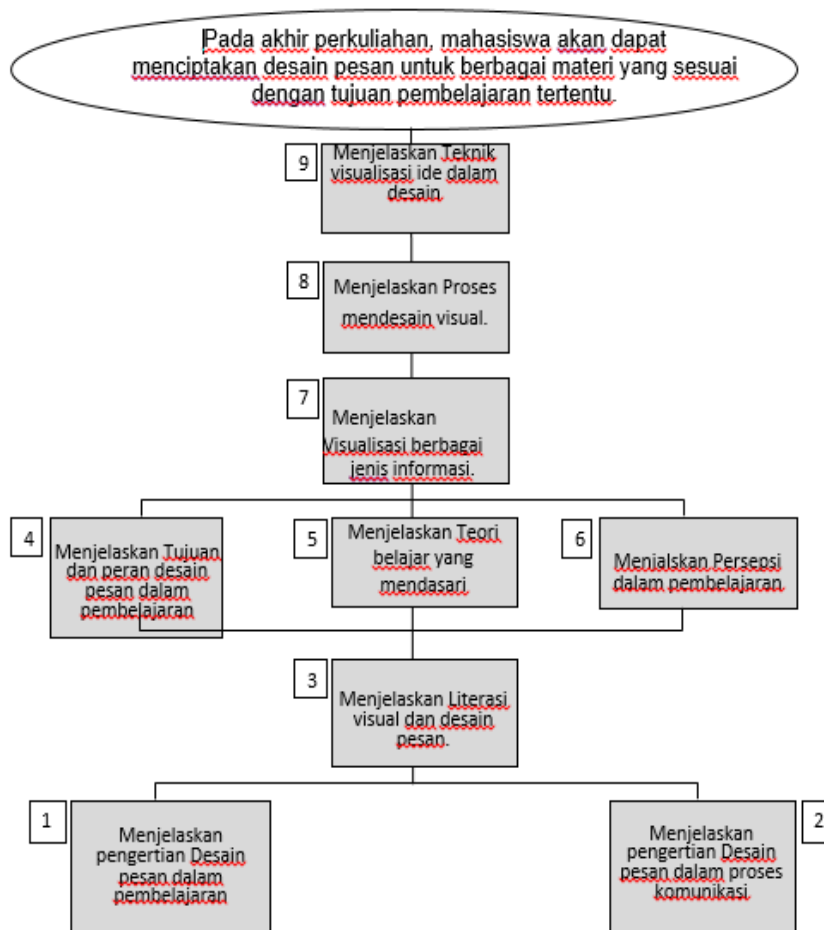 Pada akhir perkuliahan, mahasiswa akan dapat
menciptakan desain pesan untuk berbagai materi yang sesuai
dengan tujuan pembelajaran tertentu.
9
Menjelaskan Teknik
visualisasi ide dalam
desain
8
Menjelaskan Proses
mendesain visual.
7
Menjelaskan
Visualisasi berbagai
jenis informasi.
4
Menjelaskan Tujuan
dan peran desain
pesan dalam
pembelajaran
5
Menjelaskan Teori
belajar yang
mendasari
6
Menjalskan Persepsi
dalam pembelajaran
3
Menjelaskan Literasi
visual dan desain
pesan.
1
Menjelaskan
pengertian Desain
pesan dalam
pembelajaran
2
Menjelaskan
pengertian Desain
pesan dalam proses
komunikasi